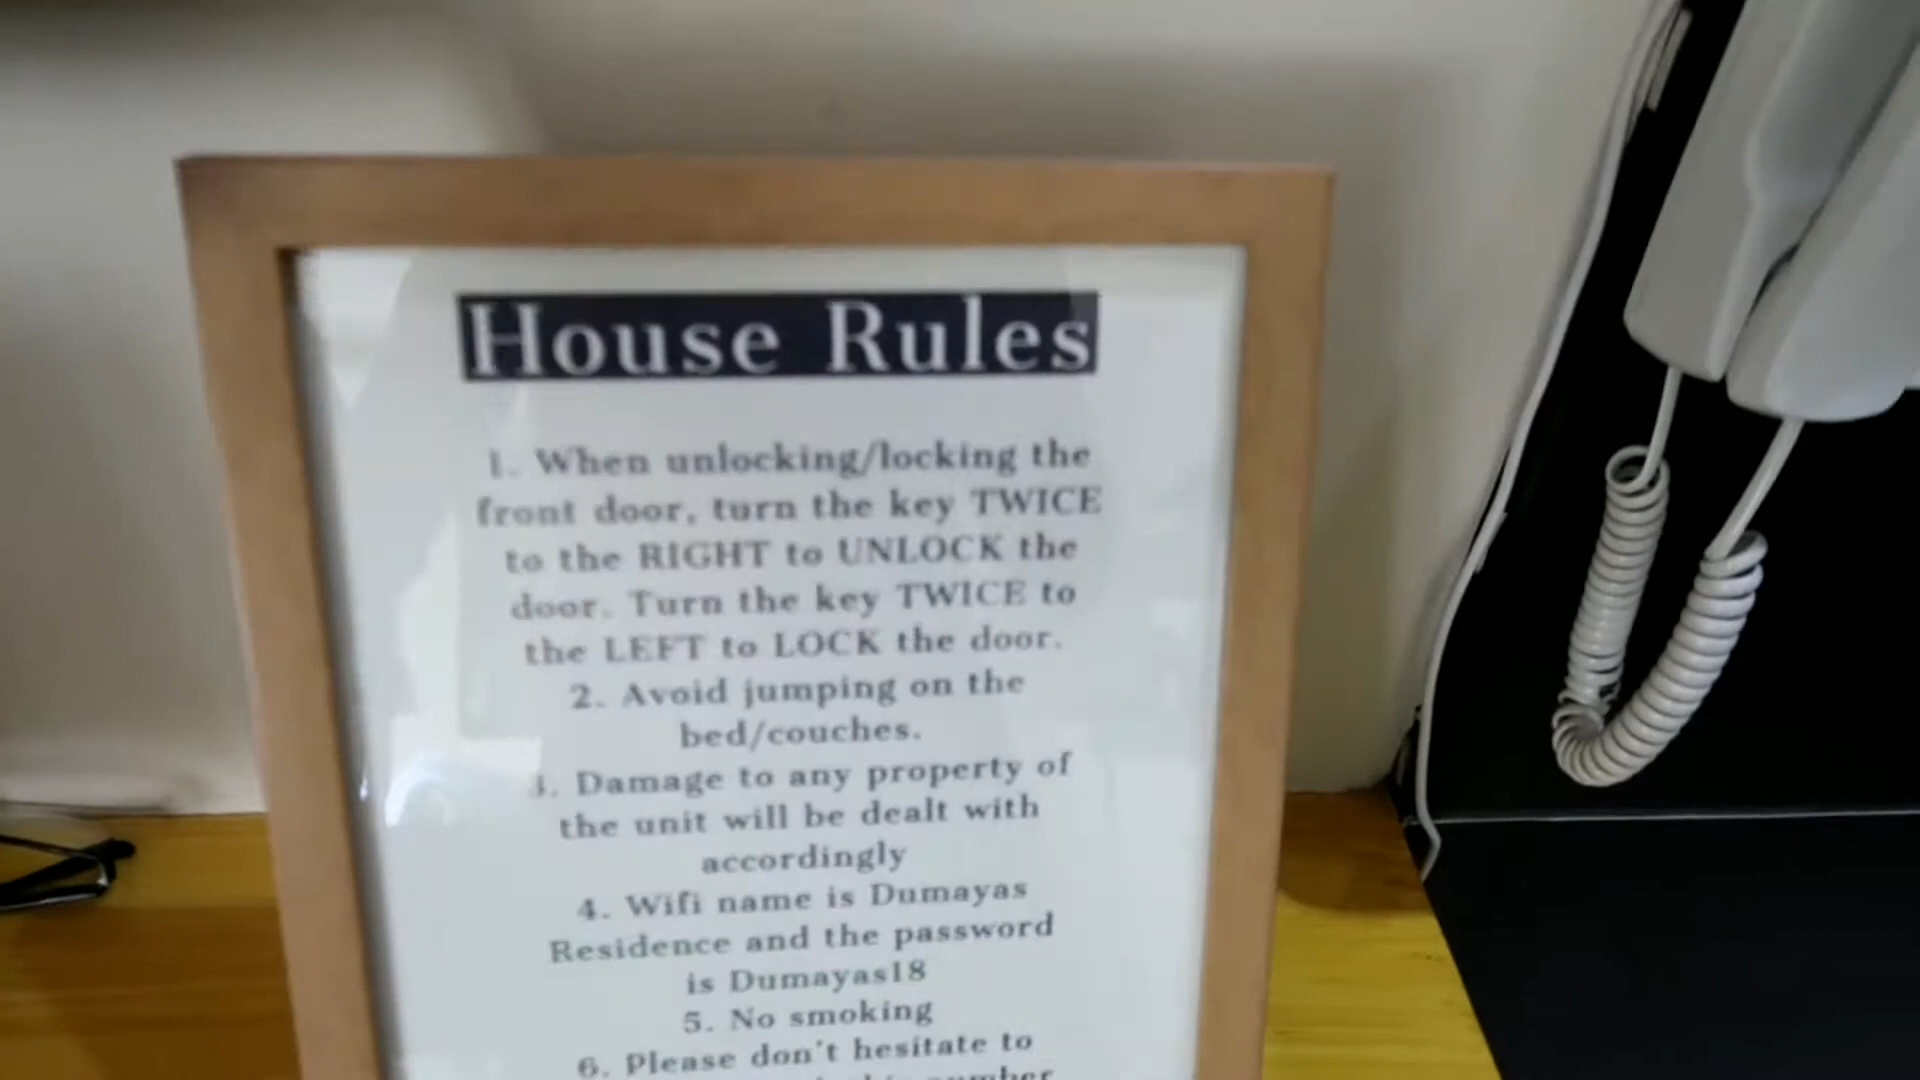 House Rules
1. When unlocking/locking the
front door, turn the key TWICE
to the RIGHT to UNLOCK the
door. Turn the key TWICE to
the LEFT to LOCK the door.
2. Avoid jumping on the
bed/couches.
3. Damage to any property of
the unit will be dealt with
accordingly
4. Wifi name is Dumayas
Residence and the password
is Dumayas18
5. No smoking
6. Please don't hesitate to
number